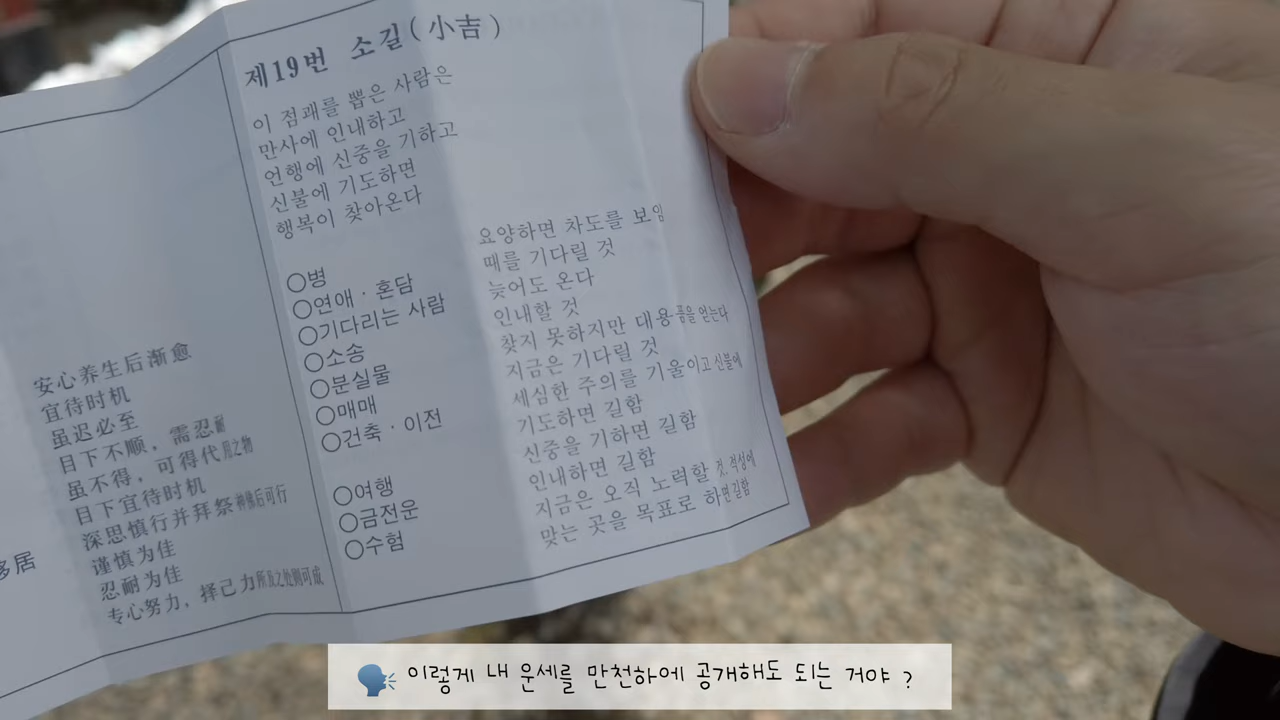 安心养生后渐愈
宜待时机
虽迟必至
目下不顺，需忍耐
虽不得，可得代用之物
目下宜待时机
深思慎行并拜祭神佛后可行
谨慎为佳
忍耐为佳
专心努力，择己力所及之处则可成
移居
제19번 소길(小吉)
이 점괘를 뽑은 사람은
만사에 인내하고
언행에 신중을 기하고
신불에 기도하면
행복이 찾아온다
○병 요양하면 차도를 보임
○연애·혼담 때를 기다릴 것
○기다리는 사람 늦어도 온다
○소송 인내할 것
○분실물 찾지 못하지만 대용품을 얻는다
○매매 지금은 기다릴 것
○건축·이전 세심한 주의를 기울이고 신불에
기도하면 길함
○여행 신중을 기하면 길함
○금전운 인내하면 길함
○수험 지금은 오직 노력할 것. 적성에
맞는 곳을 목표로 하면 길함
이렇게 내 운세를 만천하에 공개해도 되는 거야 ?